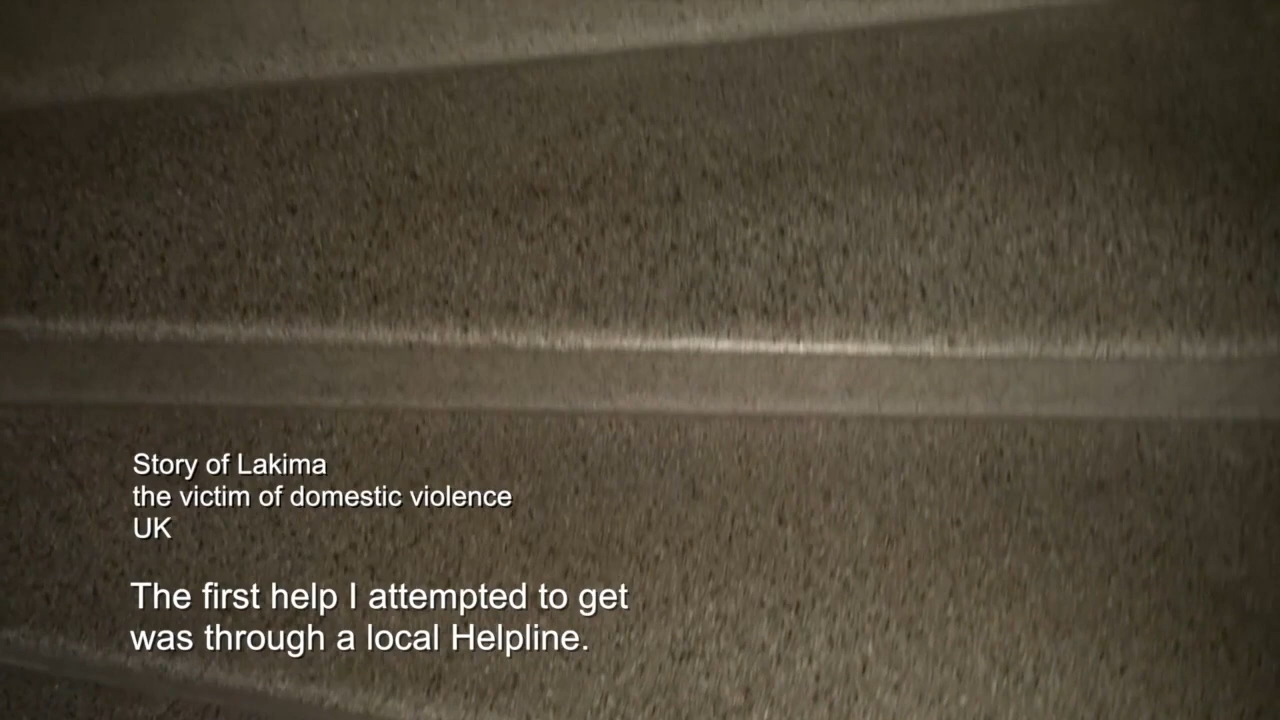 Story of Lakima
the victim of domestic violence
UK
The first help I attempted to get
was through a local Helpline.